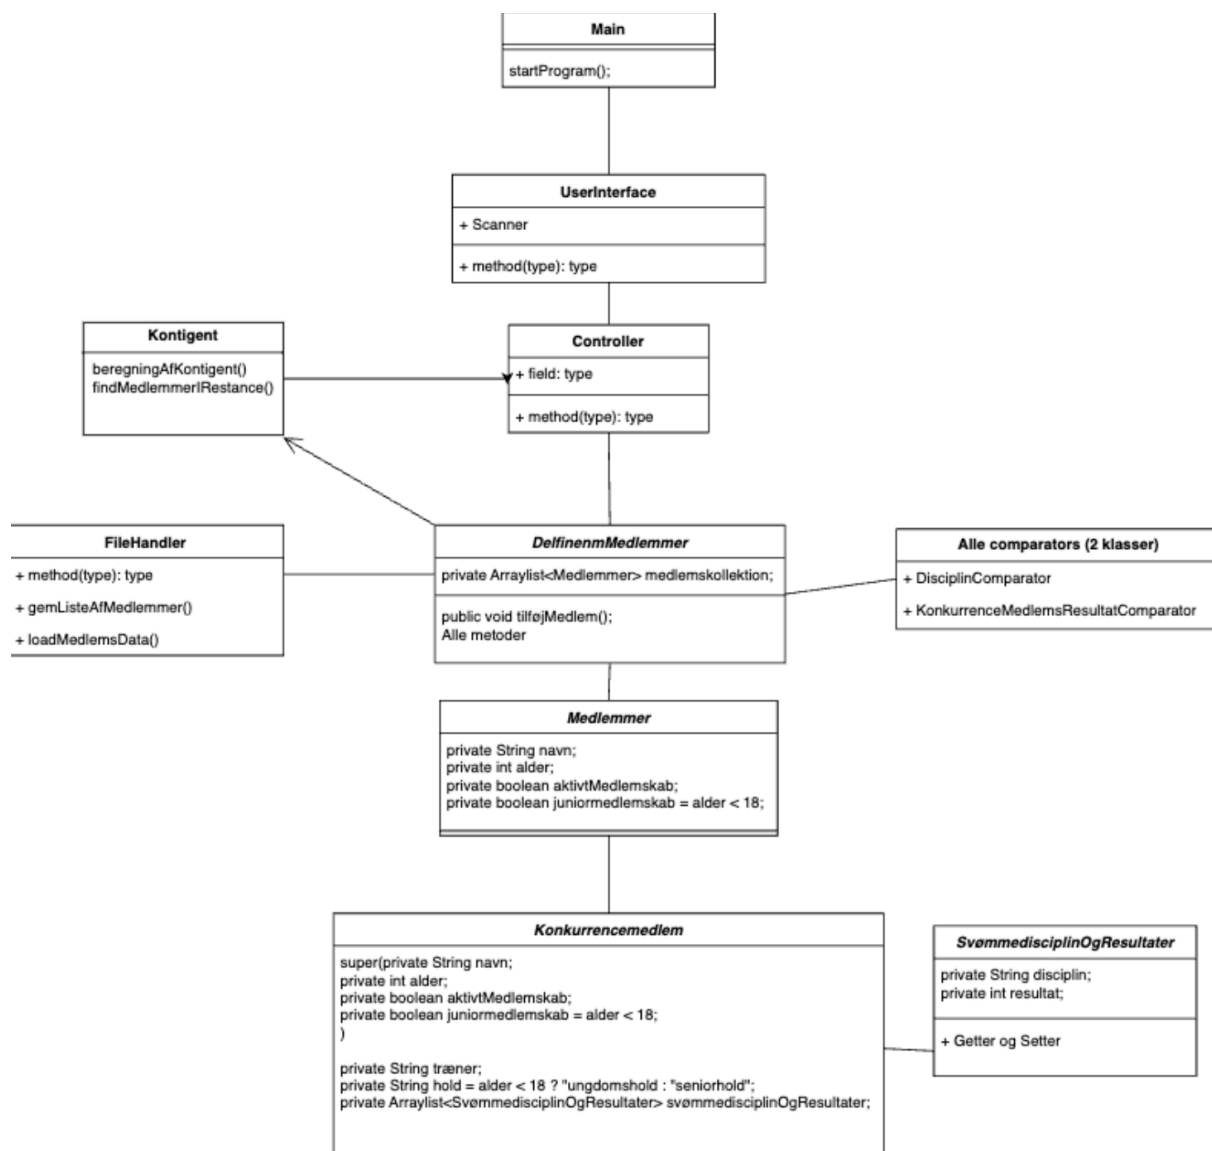 Main
startProgram();
UserInterface
+ Scanner
+ method(type): type
Kontigent
beregningAfKontigent()
findMedlemmerIRestance()
Controller
+ field: type
+ method(type): type
FileHandler
+ method(type): type
+ gemListeAfMedlemmer()
+ loadMedlemsData()
DelfinenmMedlemmer
private Arraylist<Medlemmer> medlemskollektion;
public void tilføjMedlem();
Alle metoder
Alle comparators (2 klasser)
+ DisciplinComparator
+ KonkurrenceMedlemsResultatComparator
Medlemmer
private String navn;
private int alder;
private boolean aktivtMedlemskab;
private boolean juniormedlemskab = alder < 18;
Konkurrencemedlem
super(private String navn;
private int alder;
private boolean aktivtMedlemskab;
private boolean juniormedlemskab = alder < 18;
)
private String træner;
private String hold = alder < 18 ? "ungdomshold : "seniorhold";
private Arraylist<SvømmedisciplinOgResultater> svømmedisciplinOgResultater;
SvømmedisciplinOgResultater
private String disciplin;
private int resultat;
+ Getter og Setter